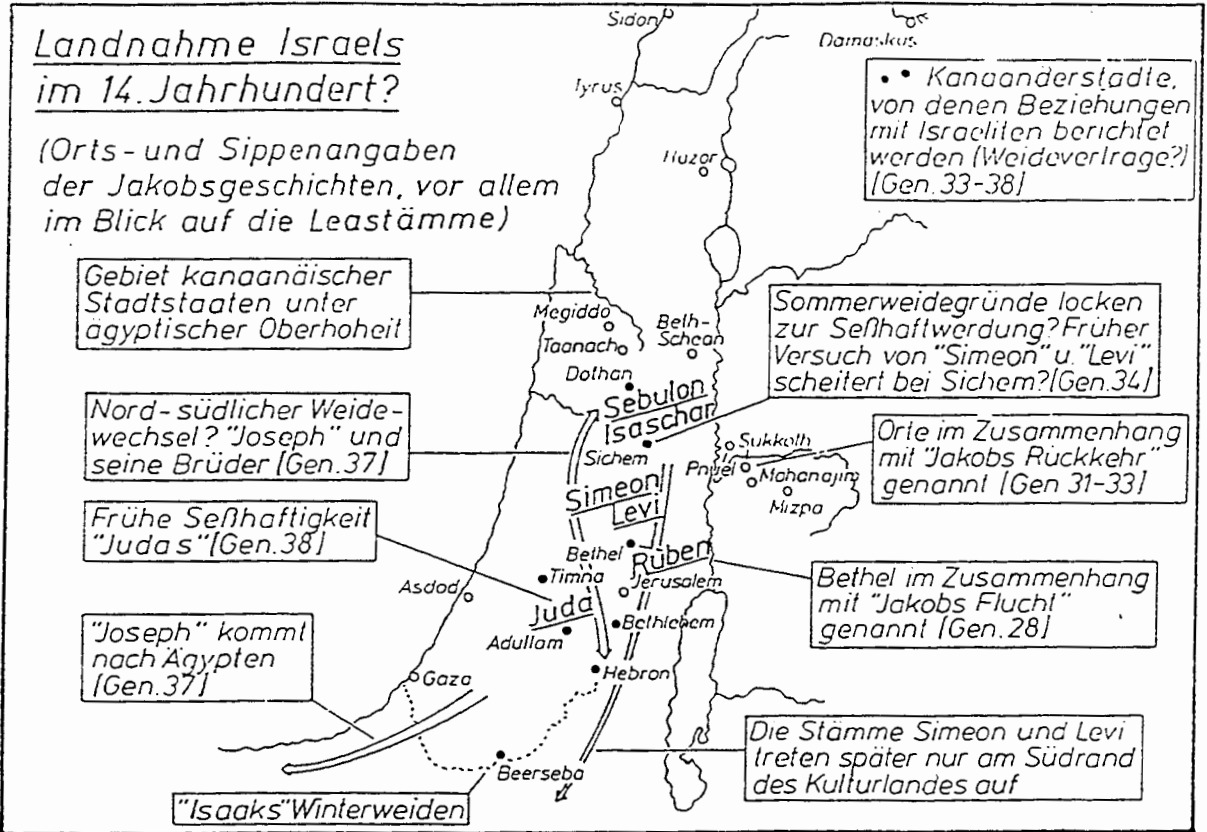 Landnahme Israels
im 14. Jahrhundert?
(Orts- und Sippenangaben
der Jakobsgeschichten, vor allem
im Blick auf die Leastämme)
Sidon
Damaskus
Tyrus
Huzor
• • Kanaanderstadte,
von denen Beziehungen
mit Israeliten berichtet
werden (Weidevertrage?)
[Gen. 33-38]
Gebiet kanaanäischer
Stadtstaaten unter
ägyptischer Oberhoheit
Megiddo
Taanach
Beth-
Schean
Dothan
Sebulon
Isaschar
Sichem
Sommerweidegründe locken
zur Seßhaftwerdung? Früher
Versuch von "Simeon" u. "Levi"
scheitert bei Sichem? [Gen. 34]
Nord-südlicher Weide-
wechsel? "Joseph" und
seine Brüder [Gen. 37]
Sukkoth
Pnuel
Mahanajim
Mizpa
Orte im Zusammenhang
mit "Jakobs Rückkehr"
genannt [Gen 31-33]
Simeon
Levi
Frühe Seßhaftigkeit
"Judas" [Gen. 38]
Bethel
Rüben
Timna
Jerusalem
Asdod
Juda
Bethlehem
Adullam
Hebron
Bethel im Zusammenhang
mit "Jakobs Flucht"
genannt [Gen. 28]
"Joseph" kommt
nach Ägypten
[Gen. 37]
Gaza
Beerseba
Die Stämme Simeon und Levi
treten später nur am Südrand
des Kulturlandes auf
"Isaaks" Winterweiden